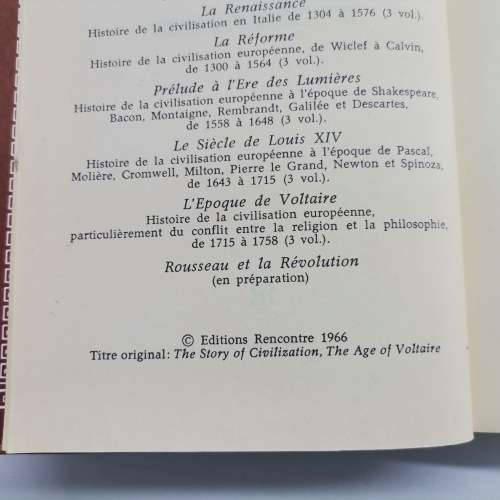 La Renaissance
Histoire de la civilisation en Italie de 1304 à 1576 (3 vol.).
La Réforme
Histoire de la civilisation européenne, de Wiclef à Calvin,
de 1300 à 1564 (3 vol.).
Prélude à l'Ere des Lumières
Histoire de la civilisation européenne à l'époque de Shakespeare,
Bacon, Montaigne, Rembrandt, Galilée et Descartes,
de 1558 à 1648 (3 vol.).
Le Siècle de Louis XIV
Histoire de la civilisation européenne à l'époque de Pascal,
Molière, Cromwell, Milton, Pierre le Grand, Newton et Spinoza,
de 1643 à 1715 (3 vol.).
L'Epoque de Voltaire
Histoire de la civilisation européenne,
particulièrement du conflit entre la religion et la philosophie,
de 1715 à 1758 (3 vol.).
Rousseau et la Révolution
(en préparation)
© Editions Rencontre 1966
Titre original: The Story of Civilization, The Age of Voltaire